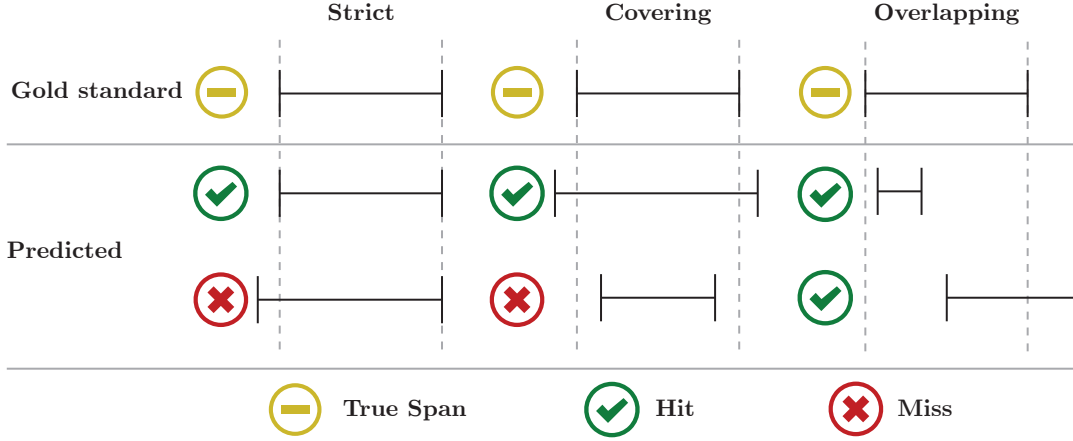 Strict Covering Overlapping
Gold standard
Predicted
True Span Hit Miss